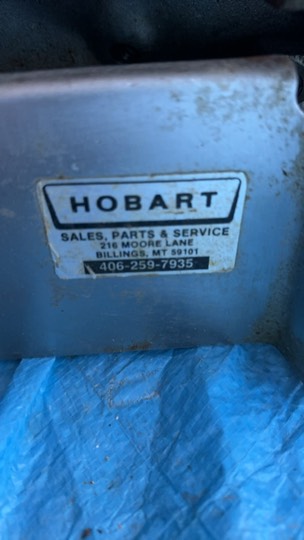 HOBART
SALES, PARTS & SERVICE
216 MOORE LANE
BILLINGS, MT 59101
406-259-7935